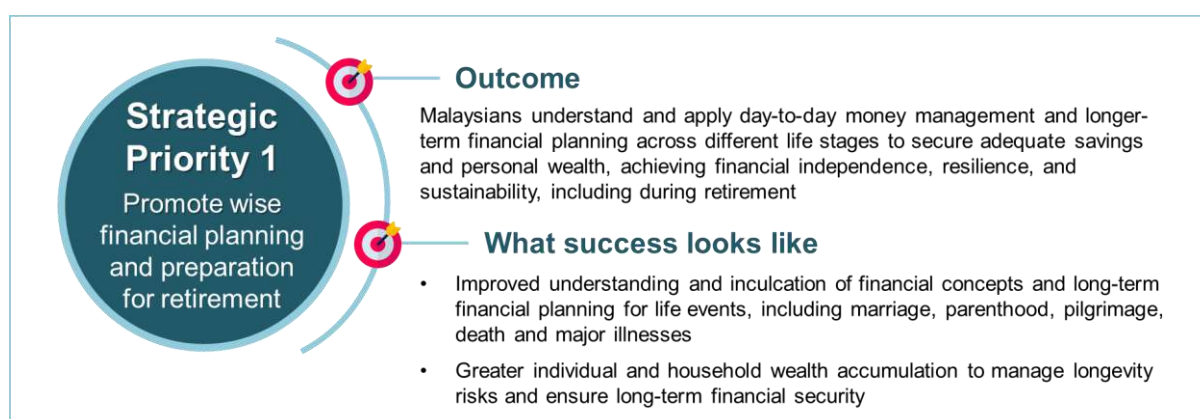 Strategic
Priority 1
Promote wise
financial planning
and preparation
for retirement
Outcome
Malaysians understand and apply day-to-day money management and longer-
term financial planning across different life stages to secure adequate savings
and personal wealth, achieving financial independence, resilience, and
sustainability, including during retirement
What success looks like
• Improved understanding and inculcation of financial concepts and long-term
financial planning for life events, including marriage, parenthood, pilgrimage,
death and major illnesses
• Greater individual and household wealth accumulation to manage longevity
risks and ensure long-term financial security